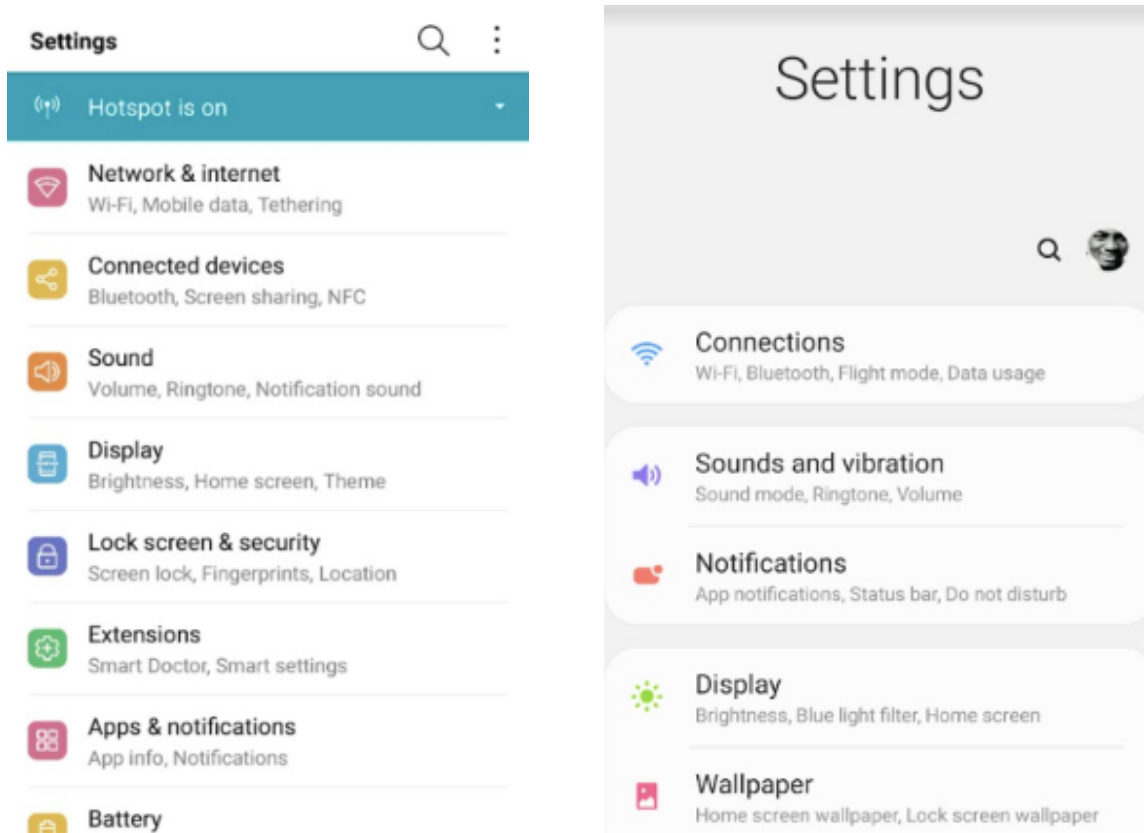 Settings
Hotspot is on
Network & internet
Wi-Fi, Mobile data, Tethering
Connected devices
Bluetooth, Screen sharing, NFC
Sound
Volume, Ringtone, Notification sound
Display
Brightness, Home screen, Theme
Lock screen & security
Screen lock, Fingerprints, Location
Extensions
Smart Doctor, Smart settings
Apps & notifications
App info, Notifications
Battery
Settings
Connections
Wi-Fi, Bluetooth, Flight mode, Data usage
Sounds and vibration
Sound mode, Ringtone, Volume
Notifications
App notifications, Status bar, Do not disturb
Display
Brightness, Blue light filter, Home screen
Wallpaper
Home screen wallpaper, Lock screen wallpaper